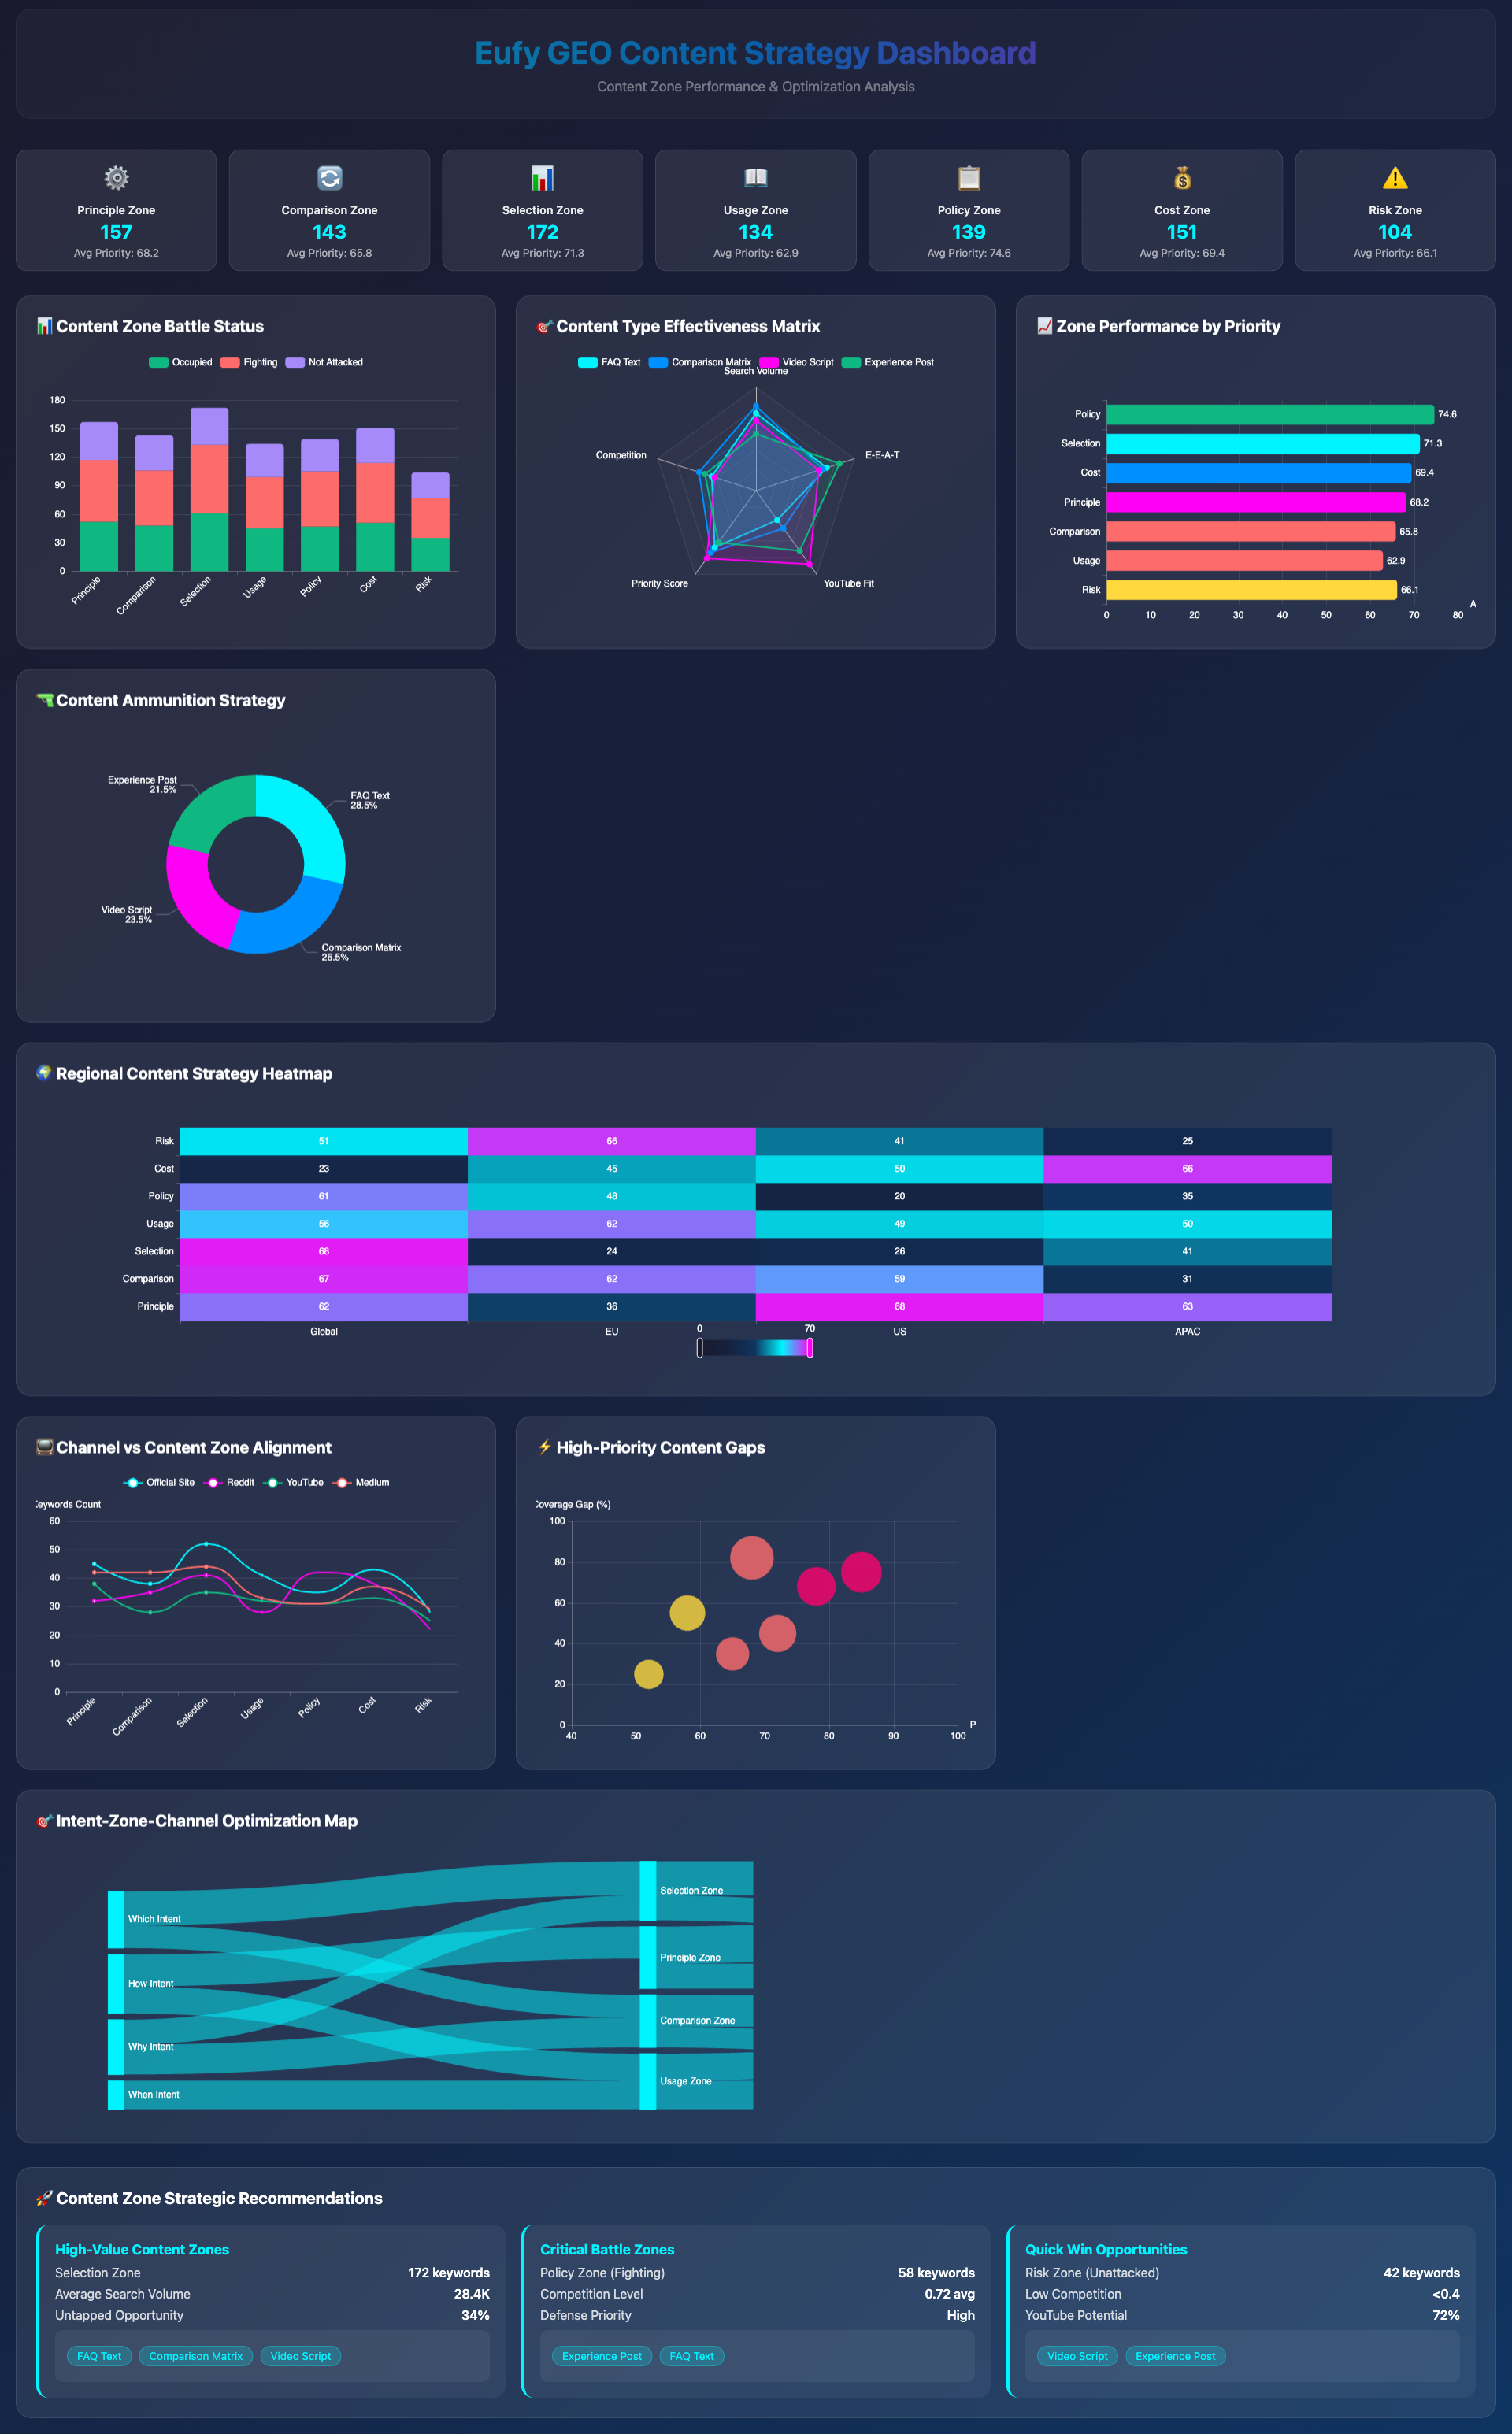 Eufy GEO Content Strategy Dashboard
Content Zone Performance & Optimization Analysis
Principle Zone
157
Avg Priority: 68.2
Comparison Zone
143
Avg Priority: 65.8
Selection Zone
172
Avg Priority: 71.3
Usage Zone
134
Avg Priority: 62.9
Policy Zone
139
Avg Priority: 74.6
Cost Zone
151
Avg Priority: 69.4
Risk Zone
104
Avg Priority: 66.1
Content Zone Battle Status
Occupied Fighting Not Attacked
180
150
120
90
60
30
0
Principle Comparison Selection Usage Policy Cost Risk
Content Type Effectiveness Matrix
FAQ Text Comparison Matrix Video Script Experience Post
Search Volume
Competition E-E-A-T
Priority Score YouTube Fit
Zone Performance by Priority
Policy 74.6
Selection 71.3
Cost 69.4
Principle 68.2
Comparison 65.8
Usage 62.9
Risk 66.1
A
0 10 20 30 40 50 60 70 80
Content Ammunition Strategy
Experience Post
21.5%
FAQ Text
28.5%
Video Script
23.5%
Comparison Matrix
26.5%
Regional Content Strategy Heatmap
Risk 51 66 41 25
Cost 23 45 50 66
Policy 61 48 20 35
Usage 56 62 49 50
Selection 68 24 26 41
Comparison 67 62 59 31
Principle 62 36 68 63
Global EU US APAC
0 70
Channel vs Content Zone Alignment
Official Site Reddit YouTube Medium
Keywords Count
60
50
40
30
20
10
0
Principle Comparison Selection Usage Policy Cost Risk
High-Priority Content Gaps
Coverage Gap (%)
100
80
60
40
20
0
P
40 50 60 70 80 90 100
Intent-Zone-Channel Optimization Map
Which Intent
How Intent
Why Intent
When Intent
Selection Zone
Principle Zone
Comparison Zone
Usage Zone
Content Zone Strategic Recommendations
High-Value Content Zones
Selection Zone 172 keywords
Average Search Volume 28.4K
Untapped Opportunity 34%
FAQ Text Comparison Matrix Video Script
Critical Battle Zones
Policy Zone (Fighting) 58 keywords
Competition Level 0.72 avg
Defense Priority High
Experience Post FAQ Text
Quick Win Opportunities
Risk Zone (Unattacked) 42 keywords
Low Competition <0.4
YouTube Potential 72%
Video Script Experience Post